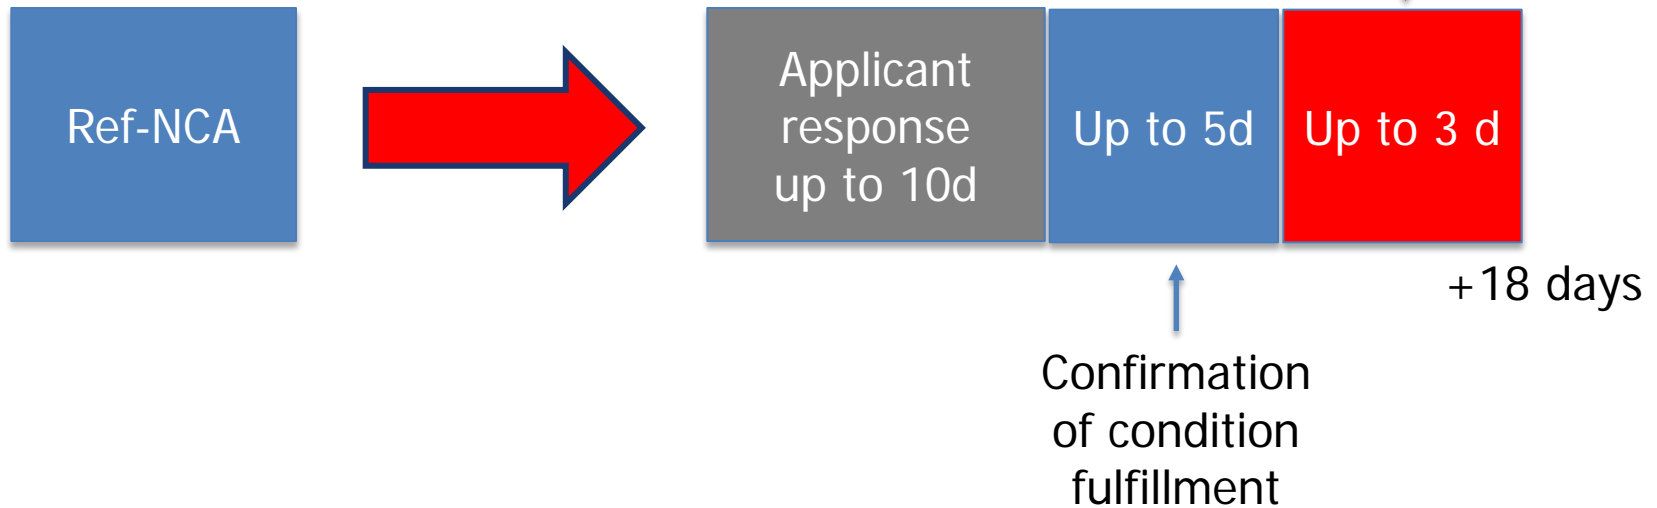 Ref-NCA
Applicant
response
up to 10d
Up to 5d
Up to 3 d
+18 days
Confirmation
of condition
fulfillment